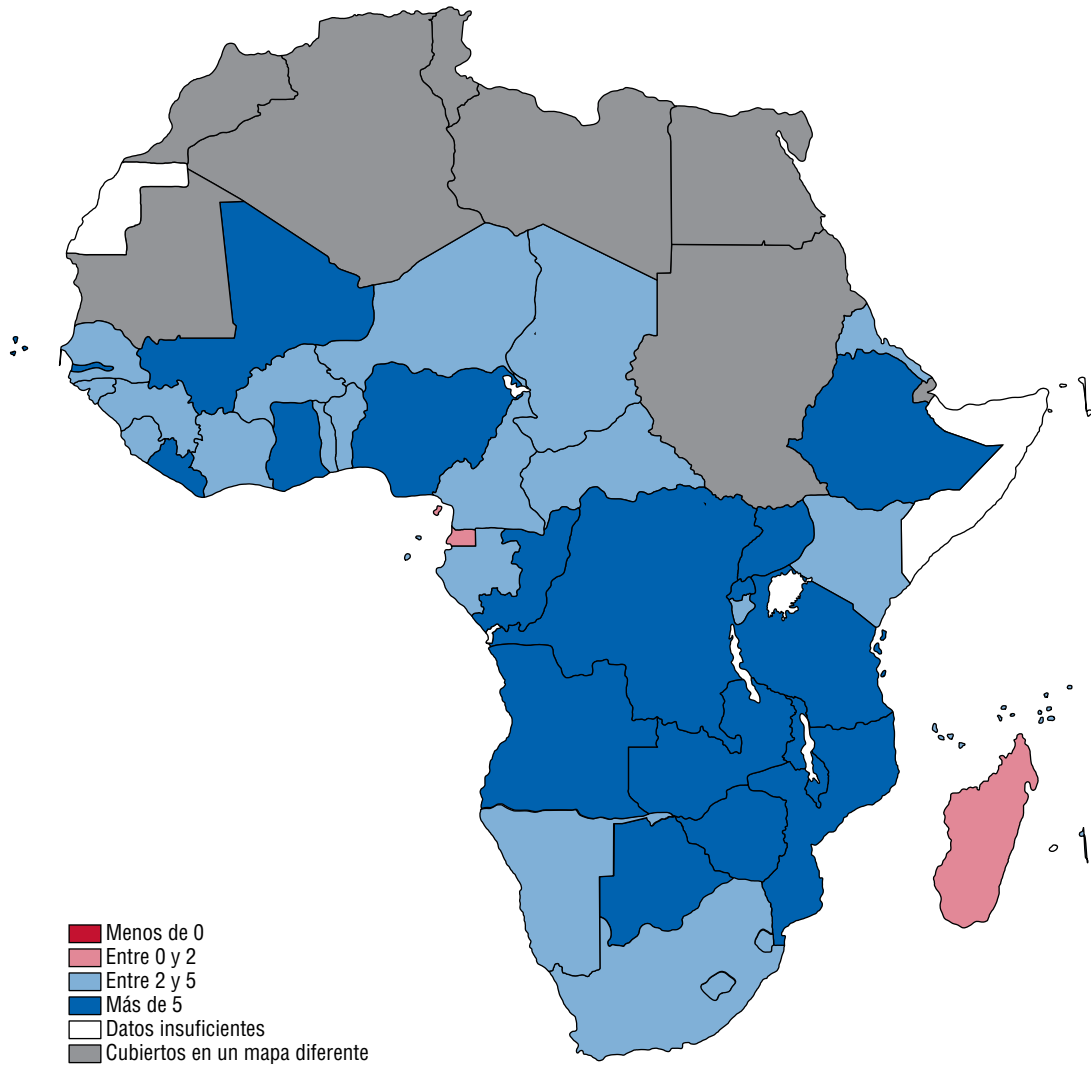 Menos de 0
Entre 0 y 2
Entre 2 y 5
Más de 5
Datos insuficientes
Cubiertos en un mapa diferente